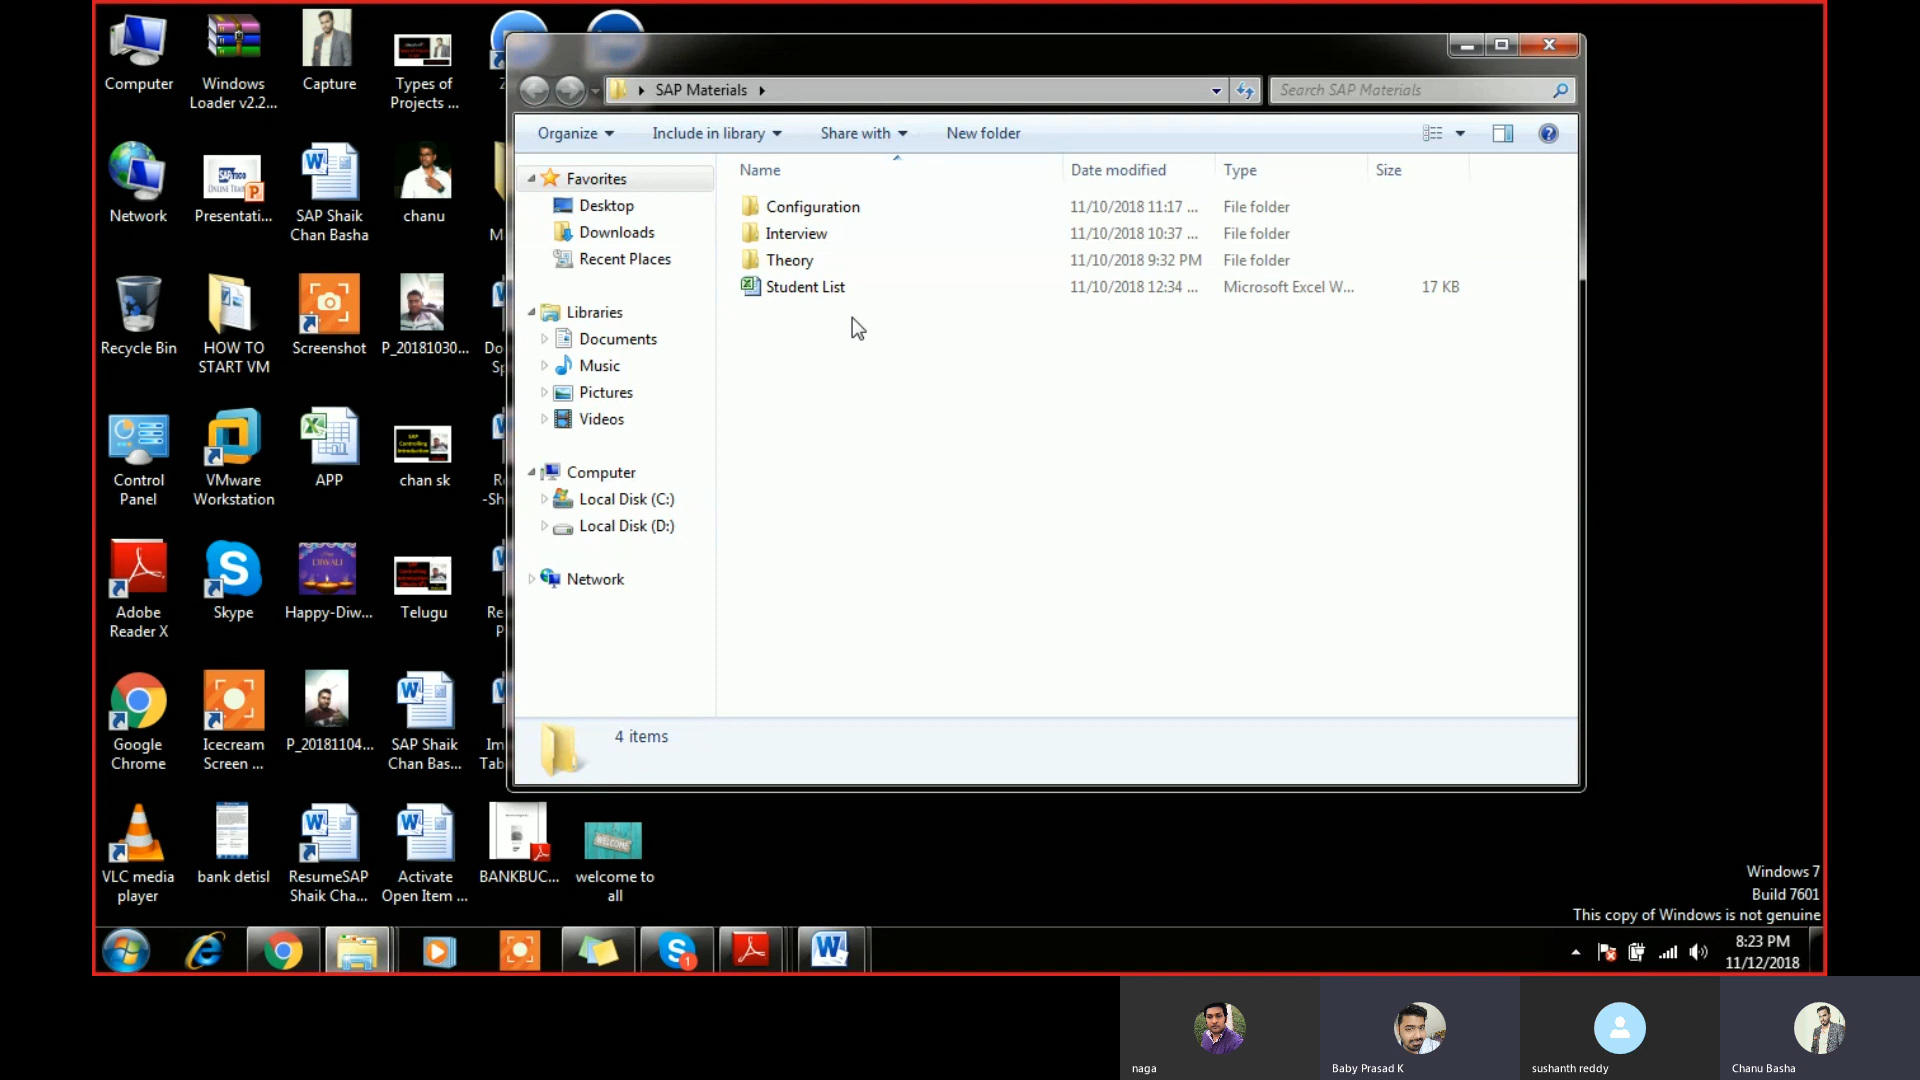 Computer
Windows
Loader v2.2...
Capture
Types of
Projects ...
Network
Presentati...
SAP Shaik
Chan Basha
chanu
Recycle Bin
HOW TO
START VM
Screenshot
P_20181030...
Control
Panel
VMware
Workstation
APP
chan sk
Adobe
Reader X
Skype
Happy-Diw...
Telugu
Google
Chrome
Icecream
Screen ...
P_20181104...
SAP Shaik
Chan Bas...
VLC media
player
bank detisl
ResumeSAP
Shaik Cha...
Activate
Open Item ...
BANKBUC...
welcome to
all
SAP Materials
Search SAP Materials
Organize
Include in library
Share with
New folder
Favorites
Desktop
Downloads
Recent Places
Libraries
Documents
Music
Pictures
Videos
Computer
Local Disk (C:)
Local Disk (D:)
Network
Name Date modified Type Size
Configuration 11/10/2018 11:17 ... File folder
Interview 11/10/2018 10:37 ... File folder
Theory 11/10/2018 9:32 PM File folder
Student List 11/10/2018 12:34 ... Microsoft Excel W... 17 KB
4 items
Windows 7
Build 7601
This copy of Windows is not genuine
1
8:23 PM
11/12/2018
naga
Baby Prasad K
sushanth reddy
Chanu Basha